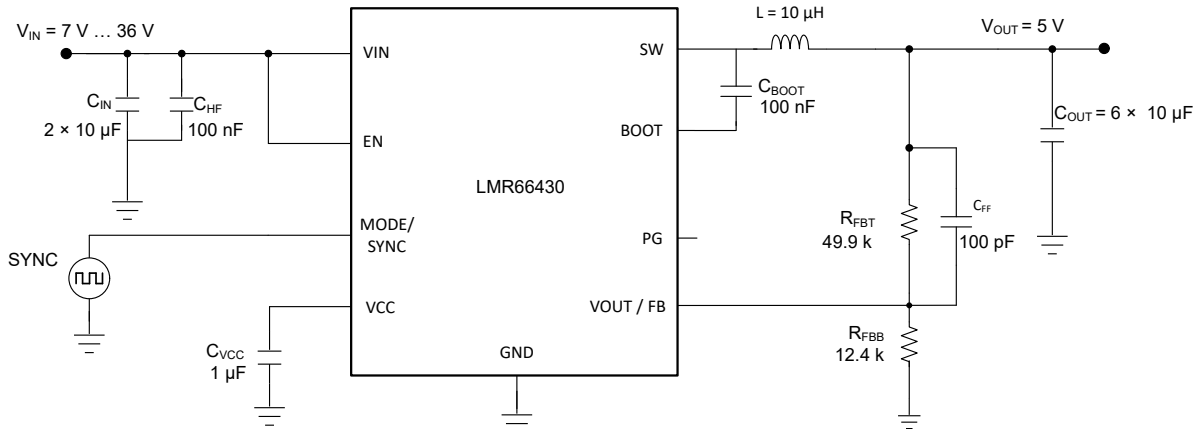 V_IN = 7 V … 36 V
C_IN
2 × 10 µF
C_HF
100 nF
VIN
EN
MODE/
SYNC
VCC
GND
LMR66430
SW
BOOT
PG
VOUT / FB
SYNC
C_VCC
1 µF
L = 10 µH
C_BOOT
100 nF
V_OUT = 5 V
C_OUT = 6 × 10 µF
R_FBT
49.9 k
C_FF
100 pF
R_FBB
12.4 k